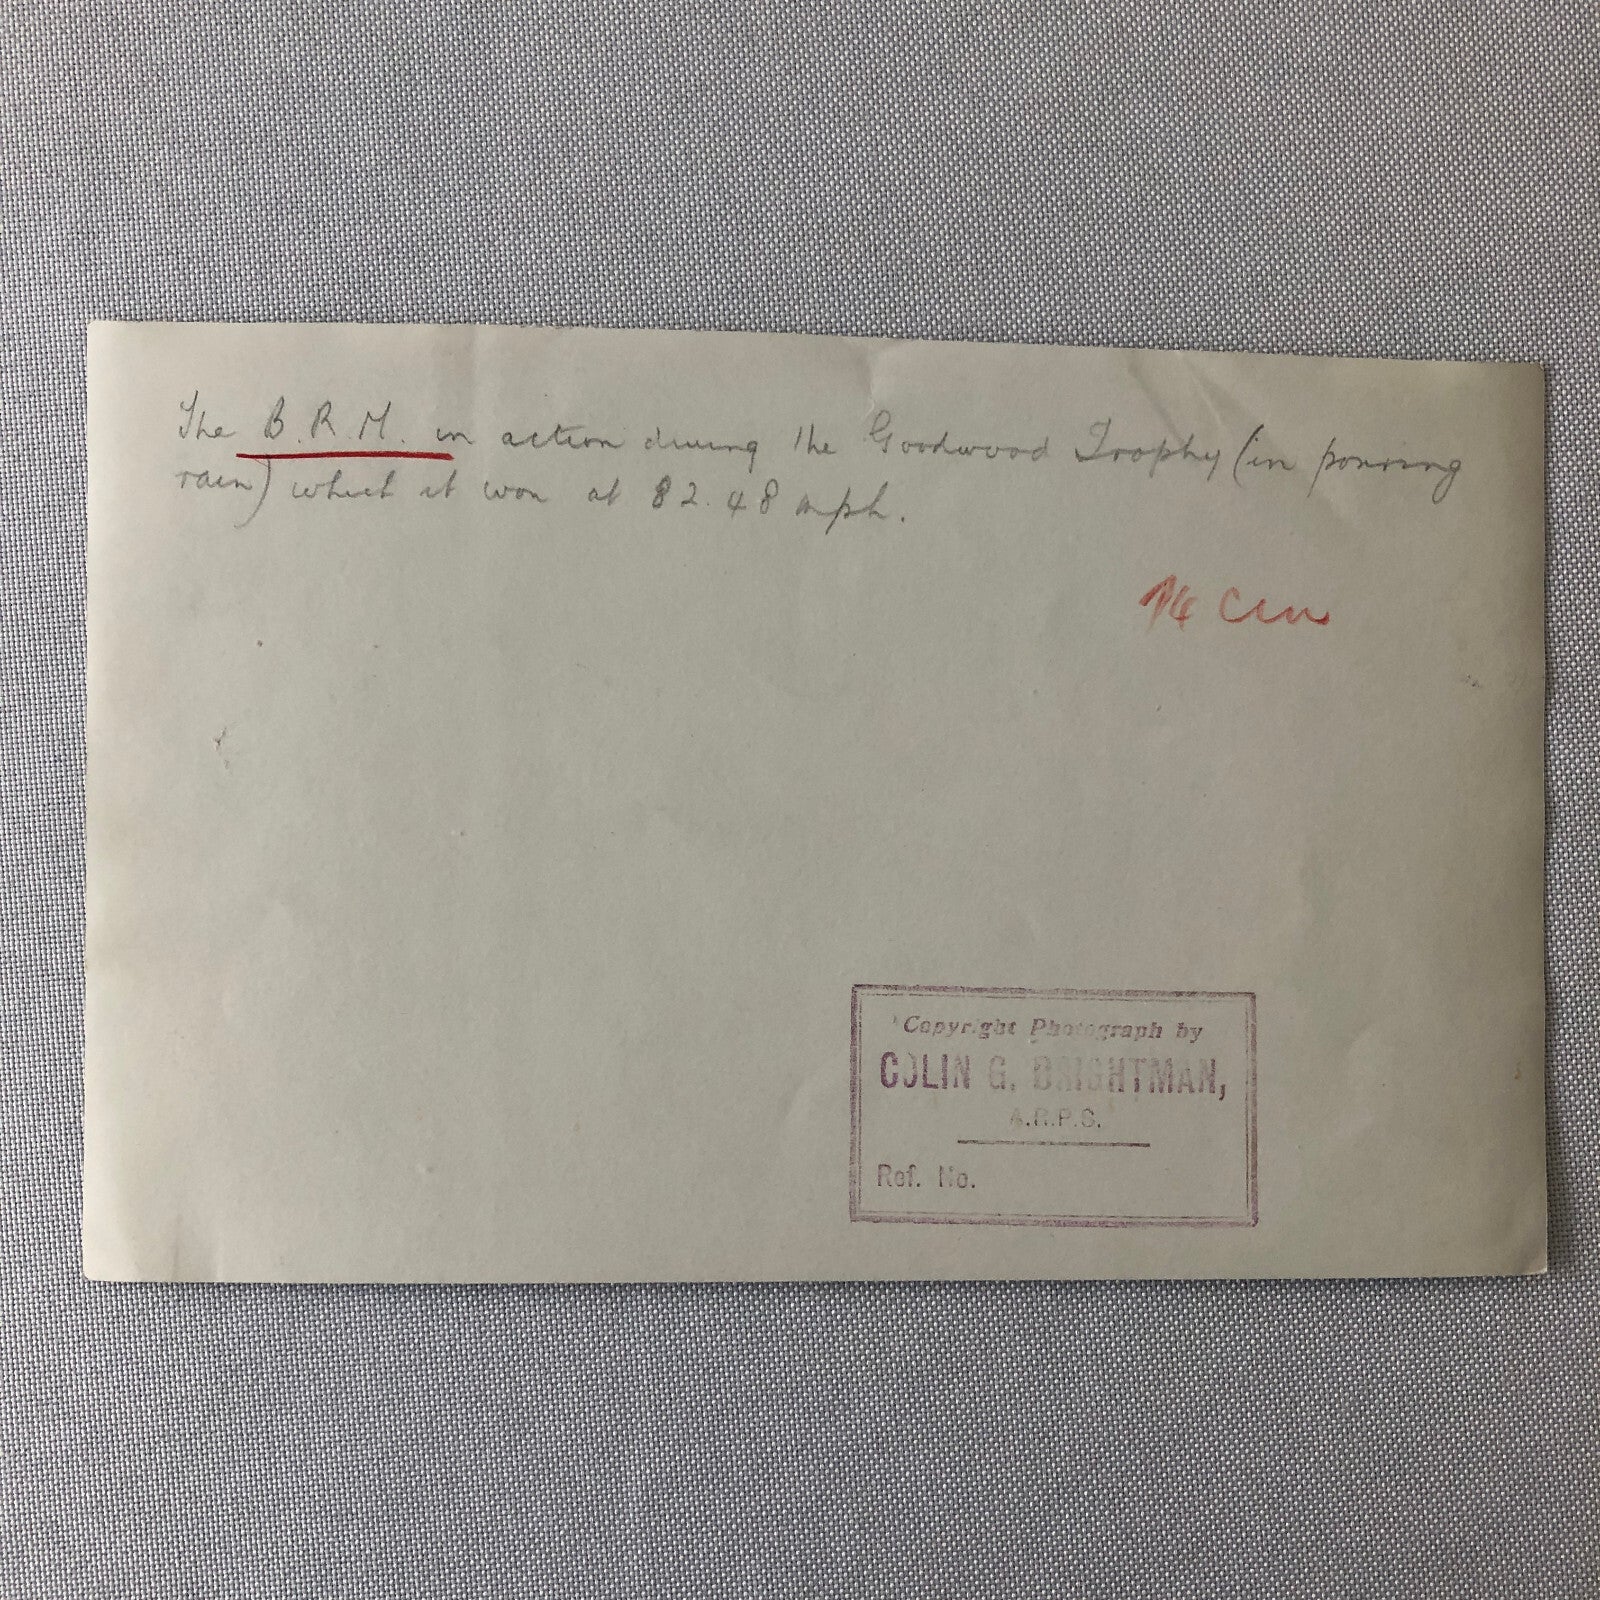 The B.R.M. in action during the Goodwood Trophy (in pouring
rain) which it won at 82.48 mph.
14 cm
Copyright Photograph by
COLIN G. BRIGHTMAN,
A.R.P.S.
Ref. No.